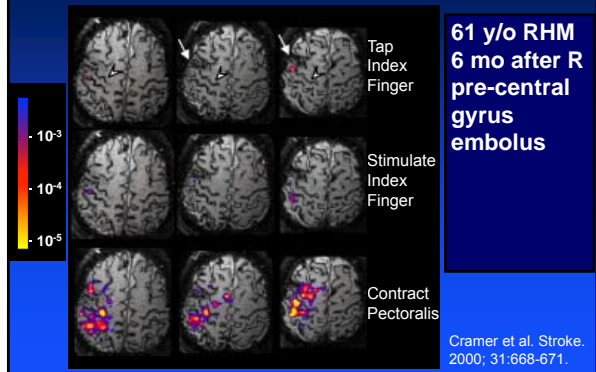 Tap
Index
Finger
Stimulate
Index
Finger
Contract
Pectoralis
10-3
10-4
10-5
61 y/o RHM
6 mo after R
pre-central
gyrus
embolus
Cramer et al. Stroke.
2000; 31:668-671.